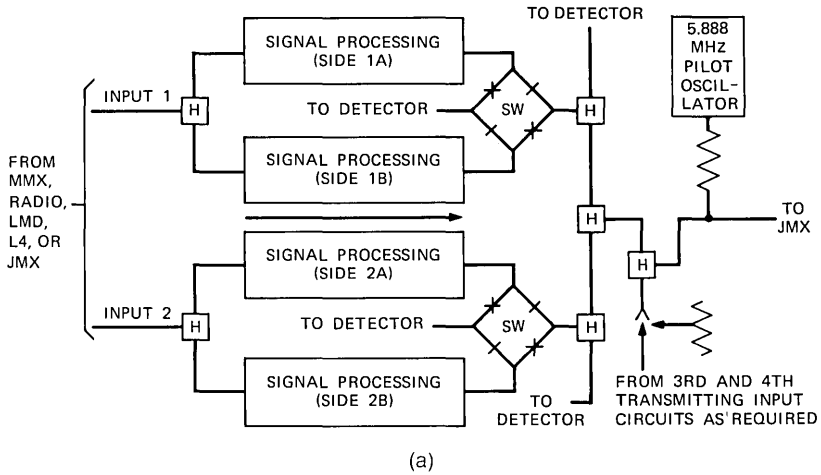 TO DETECTOR
SIGNAL PROCESSING
(SIDE 1A)
5.888
MHz
PILOT
OSCIL-
LATOR
INPUT 1
H
TO DETECTOR
SW
H
SIGNAL PROCESSING
(SIDE 1B)
FROM
MMX,
RADIO,
LMD,
L4, OR
JMX
H
TO
JMX
SIGNAL PROCESSING
(SIDE 2A)
H
INPUT 2
H
TO DETECTOR
SW
H
SIGNAL PROCESSING
(SIDE 2B)
TO
DETECTOR
FROM 3RD AND 4TH
TRANSMITTING INPUT
CIRCUITS AS REQUIRED
(a)